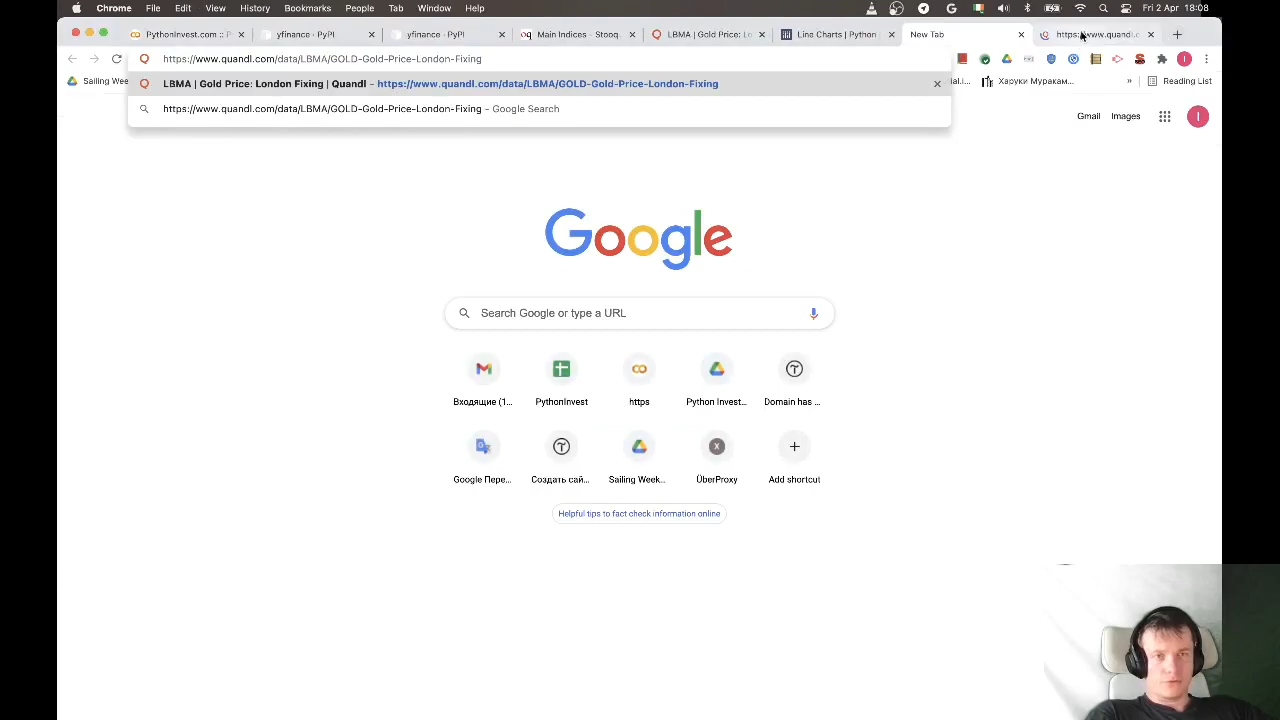 Chrome File Edit View History Bookmarks People Tab Window Help Fri 2 Apr 18:08
PythonInvest.com :: P yfinance · PyPI yfinance · PyPI Main Indices – Stooq LBMA | Gold Price: Lo Line Charts | Python New Tab https://www.quandl.c
https://www.quandl.com/data/LBMA/GOLD-Gold-Price-London-Fixing
Sailing Wee
LBMA | Gold Price: London Fixing | Quandl – https://www.quandl.com/data/LBMA/GOLD-Gold-Price-London-Fixing
ial.i... Харуки Муракам... » Reading List
https://www.quandl.com/data/LBMA/GOLD-Gold-Price-London-Fixing – Google Search
Gmail Images I
Google
Search Google or type a URL
Входящие (1... PythonInvest https Python Invest... Domain has ...
X
Google Пере... Создать сай... Sailing Week... ÜberProxy Add shortcut
Helpful tips to fact check information online